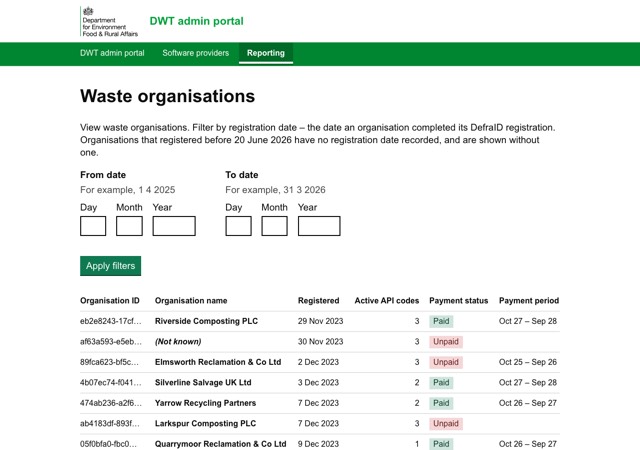 Department
for Environment
Food & Rural Affairs
DWT admin portal
DWT admin portal Software providers Reporting
Waste organisations
View waste organisations. Filter by registration date – the date an organisation completed its DefraID registration.
Organisations that registered before 20 June 2026 have no registration date recorded, and are shown without
one.
From date To date
For example, 1 4 2025 For example, 31 3 2026
Day Month Year Day Month Year
Apply filters
Organisation ID Organisation name Registered Active API codes Payment status Payment period
eb2e8243-17cf… Riverside Composting PLC 29 Nov 2023 3 Paid Oct 27 – Sep 28
af63a593-e5eb… (Not known) 30 Nov 2023 3 Unpaid
89fca623-bf5c… Elmsworth Reclamation & Co Ltd 2 Dec 2023 3 Unpaid Oct 25 – Sep 26
4b07ec74-f041… Silverline Salvage UK Ltd 3 Dec 2023 2 Paid Oct 27 – Sep 28
474ab236-a2f6… Yarrow Recycling Partners 7 Dec 2023 2 Paid Oct 26 – Sep 27
ab4183df-893f… Larkspur Composting PLC 7 Dec 2023 3 Unpaid
05f0bfa0-fbc0… Quarrymoor Reclamation & Co Ltd 9 Dec 2023 1 Paid Oct 26 – Sep 27